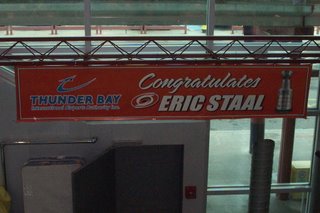 THUNDER BAY
International Airports Authority Inc.
Congratulates
ERIC STAAL